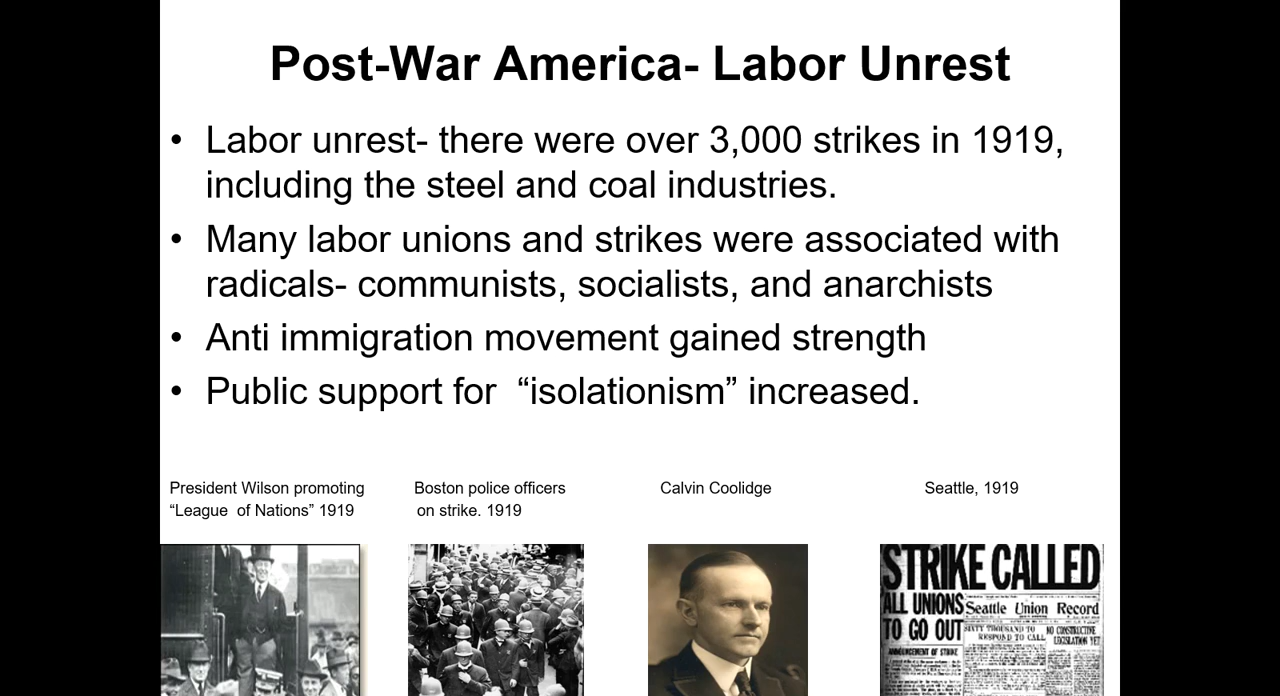 Post-War America- Labor Unrest
• Labor unrest- there were over 3,000 strikes in 1919,
including the steel and coal industries.
• Many labor unions and strikes were associated with
radicals- communists, socialists, and anarchists
• Anti immigration movement gained strength
• Public support for  “isolationism” increased.
President Wilson promoting
“League  of Nations” 1919
Boston police officers
on strike. 1919
Calvin Coolidge
Seattle, 1919
STRIKE CALLED
ALL UNIONS
TO GO OUT
Seattle Union Record
SIXTY THOUSAND TO
RESPOND TO CALL
NO CONSTRUCTIVE
LEGISLATION YET
ANNOUNCEMENT OF STRIKE